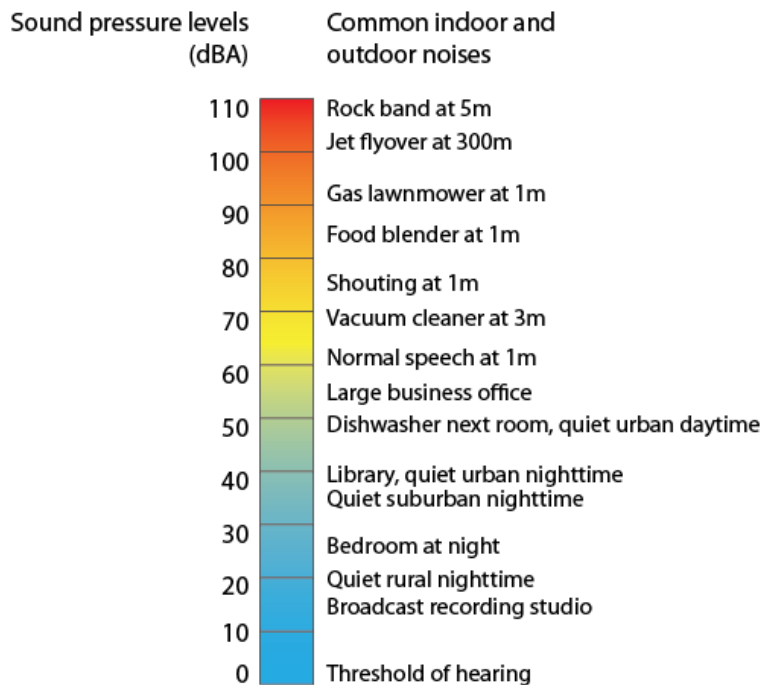 Sound pressure levels
(dBA)
Common indoor and
outdoor noises
110 Rock band at 5m
Jet flyover at 300m
100
Gas lawnmower at 1m
90
Food blender at 1m
80
Shouting at 1m
70 Vacuum cleaner at 3m
Normal speech at 1m
60
Large business office
50 Dishwasher next room, quiet urban daytime
40 Library, quiet urban nighttime
Quiet suburban nighttime
30
Bedroom at night
20 Quiet rural nighttime
Broadcast recording studio
10
0 Threshold of hearing